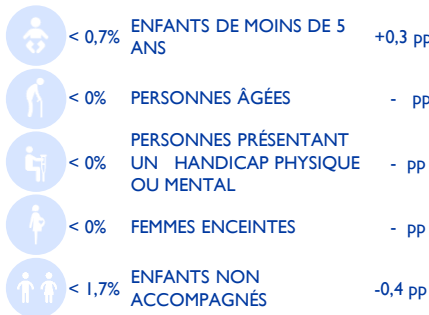 < 0,7% ENFANTS DE MOINS DE 5 ANS +0,3 pp
< 0% PERSONNES ÂGÉES - pp
< 0% PERSONNES PRÉSENTANT UN HANDICAP PHYSIQUE OU MENTAL - pp
< 0% FEMMES ENCEINTES - pp
< 1,7% ENFANTS NON ACCOMPAGNÉS -0,4 pp